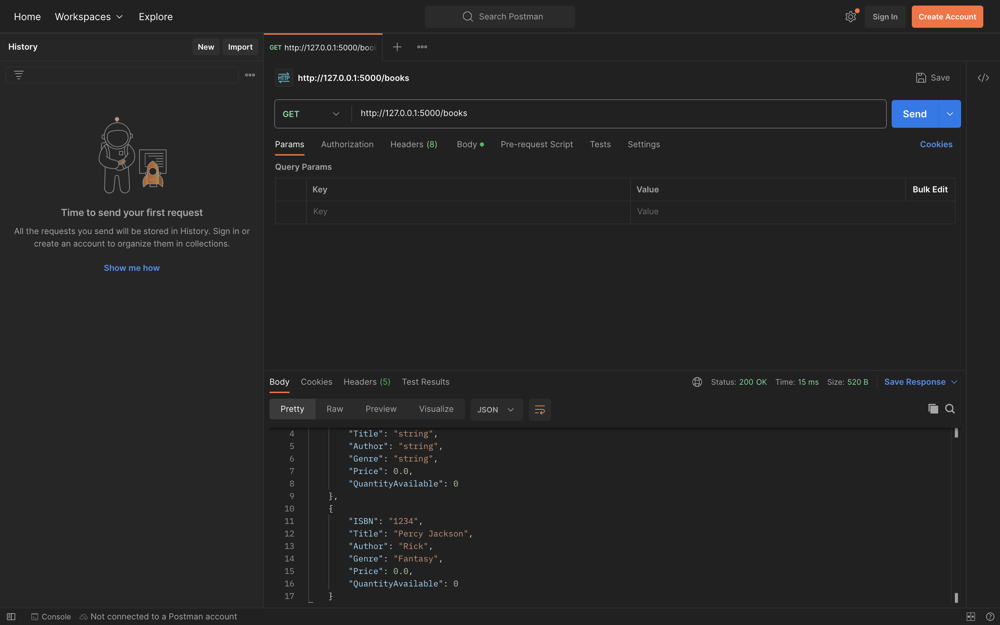 Home Workspaces Explore Search Postman Sign In Create Account
History New Import GET http://127.0.0.1:5000/boo
HTTP http://127.0.0.1:5000/books Save </>
GET http://127.0.0.1:5000/books Send
Params Authorization Headers (8) Body Pre-request Script Tests Settings Cookies
Query Params
Key Value Bulk Edit
Key Value
</>
Time to send your first request
All the requests you send will be stored in History. Sign in or
create an account to organize them in collections.
Show me how
Body Cookies Headers (5) Test Results Status: 200 OK Time: 15 ms Size: 520 B Save Response
Pretty Raw Preview Visualize JSON
4 "Title": "string",
5 "Author": "string",
6 "Genre": "string",
7 "Price": 0.0,
8 "QuantityAvailable": 0
9 },
10 {
11 "ISBN": "1234",
12 "Title": "Percy Jackson",
13 "Author": "Rick",
14 "Genre": "Fantasy",
15 "Price": 0.0,
16 "QuantityAvailable": 0
17 }
Console Not connected to a Postman account